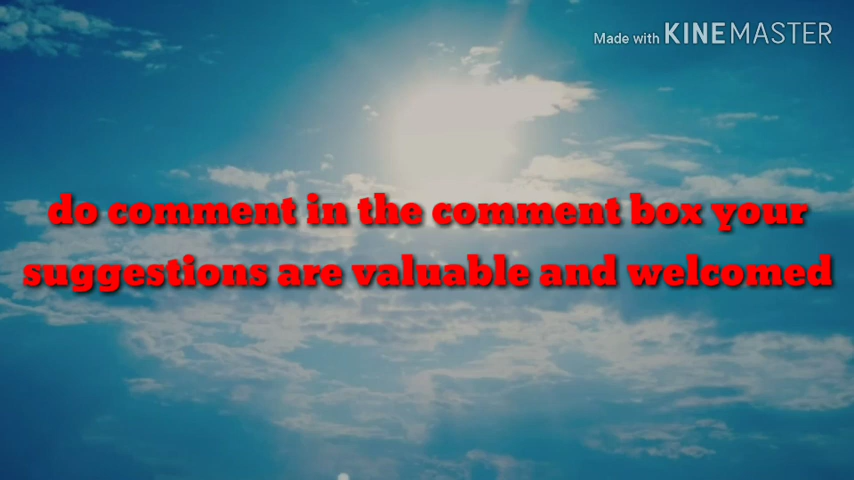 Made with KINEMASTER
do comment in the comment box your
suggestions are valuable and welcomed